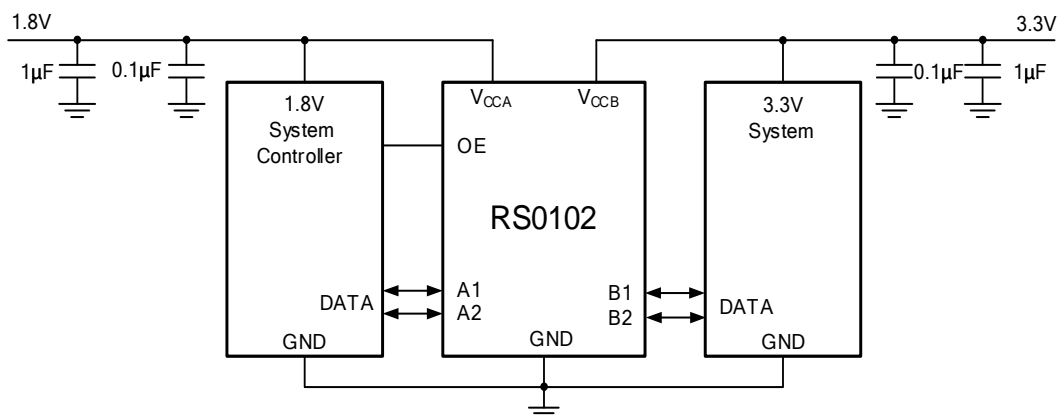 1.8V
3.3V
1μF
0.1μF
0.1μF
1μF
1.8V
System
Controller
VCCA
VCCB
3.3V
System
OE
RS0102
DATA
A1
A2
B1
B2
DATA
GND
GND
GND